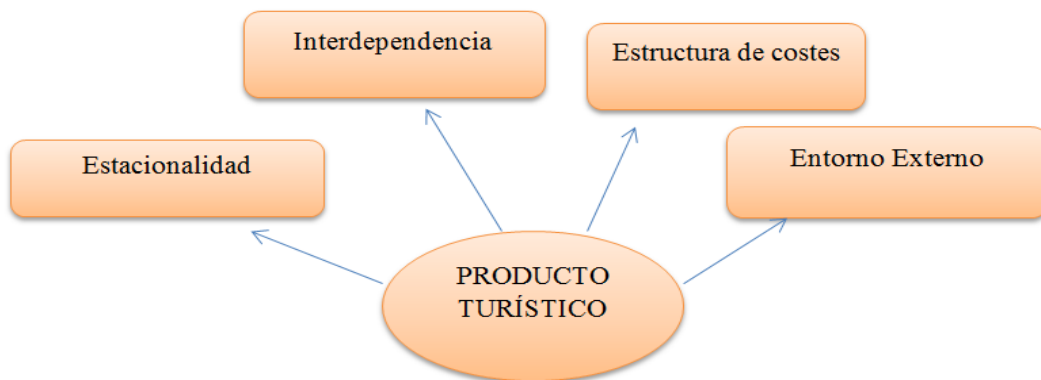 Interdependencia
Estructura de costes
Estacionalidad
Entorno Externo
PRODUCTO
TURÍSTICO